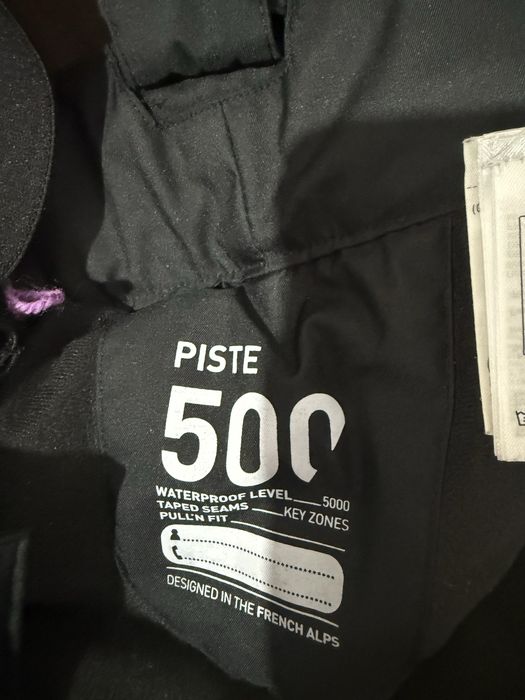 PISTE
500
WATERPROOF LEVEL 5000
TAPED SEAMS KEY ZONES
PULL'N FIT
DESIGNED IN THE FRENCH ALPS